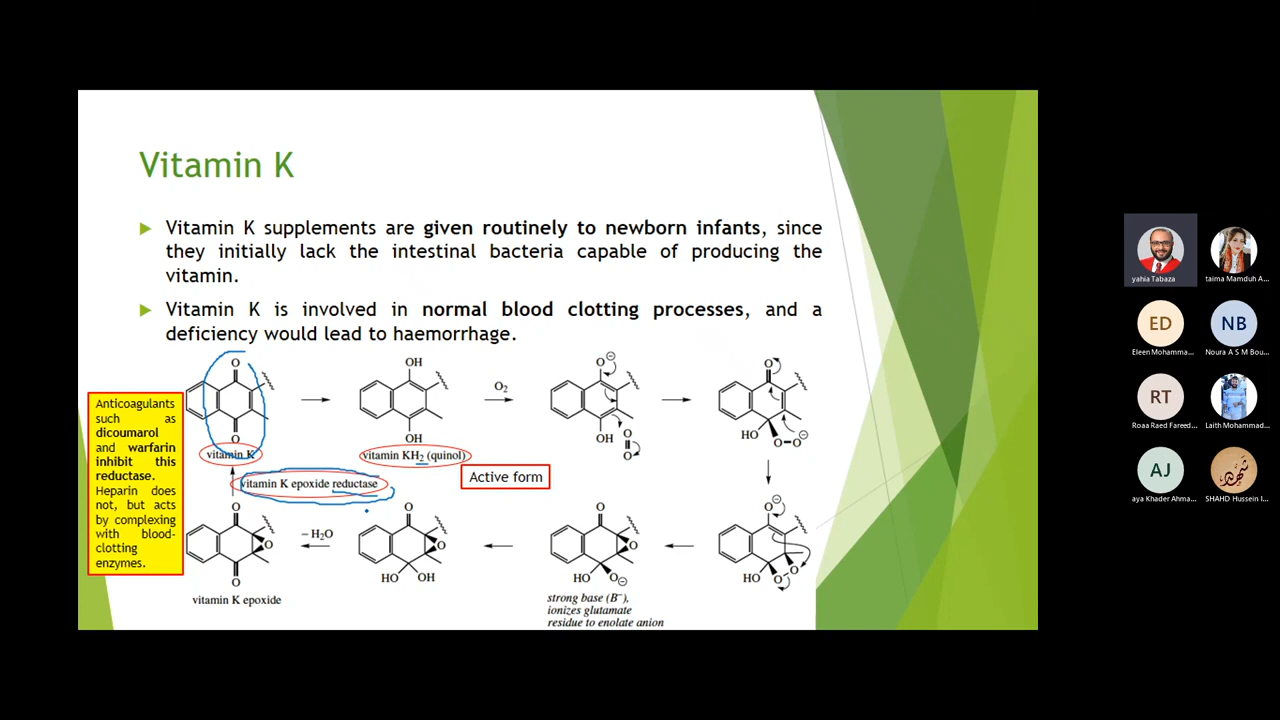 Vitamin K
Vitamin K supplements are given routinely to newborn infants, since
they initially lack the intestinal bacteria capable of producing the
vitamin.
Vitamin K is involved in normal blood clotting processes, and a
deficiency would lead to haemorrhage.
Anticoagulants
such as
dicoumarol
and warfarin
inhibit this
reductase.
Heparin does
not, but acts
by complexing
with blood-
clotting
enzymes.
O
O
vitamin K
OH
OH
vitamin KH2 (quinol)
Active form
O2
O⊖
OH
O
O
O
HO
O–O⊖
vitamin K epoxide reductase
O
O
O
vitamin K epoxide
– H2O
O
O
HO OH
O
O
HO O⊖
strong base (B–),
ionizes glutamate
residue to enolate anion
O⊖
HO O O
yahia Tabaza
taima Mamduh A...
ED
Eleen Mohamma...
NB
Noura A S M Bou...
RT
Roaa Raed Fareed...
Laith Mohammad...
AJ
aya Khader Ahma...
SHAHD Hussein I...